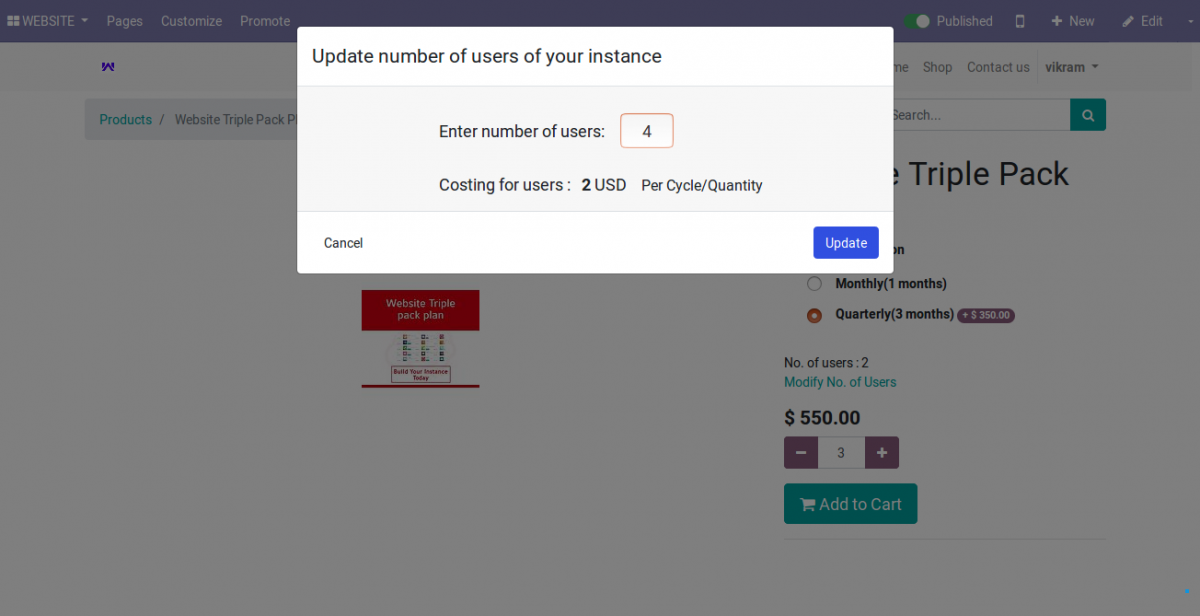 WEBSITE Pages Customize Promote Published New Edit
Update number of users of your instance
me Shop Contact us vikram
Products / Website Triple Pack P
Search...
Enter number of users: 4
Triple Pack
Costing for users : 2 USD Per Cycle/Quantity
Cancel Update
on
Monthly(1 months)
Quarterly(3 months) + $ 350.00
Website Triple
pack plan
Build Your Instance
Today
No. of users : 2
Modify No. of Users
$ 550.00
3
Add to Cart